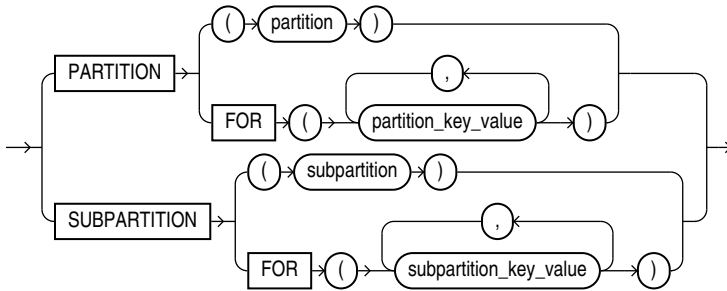 ( partition )
PARTITION
,
FOR ( partition_key_value )
( subpartition )
SUBPARTITION
,
FOR ( subpartition_key_value )